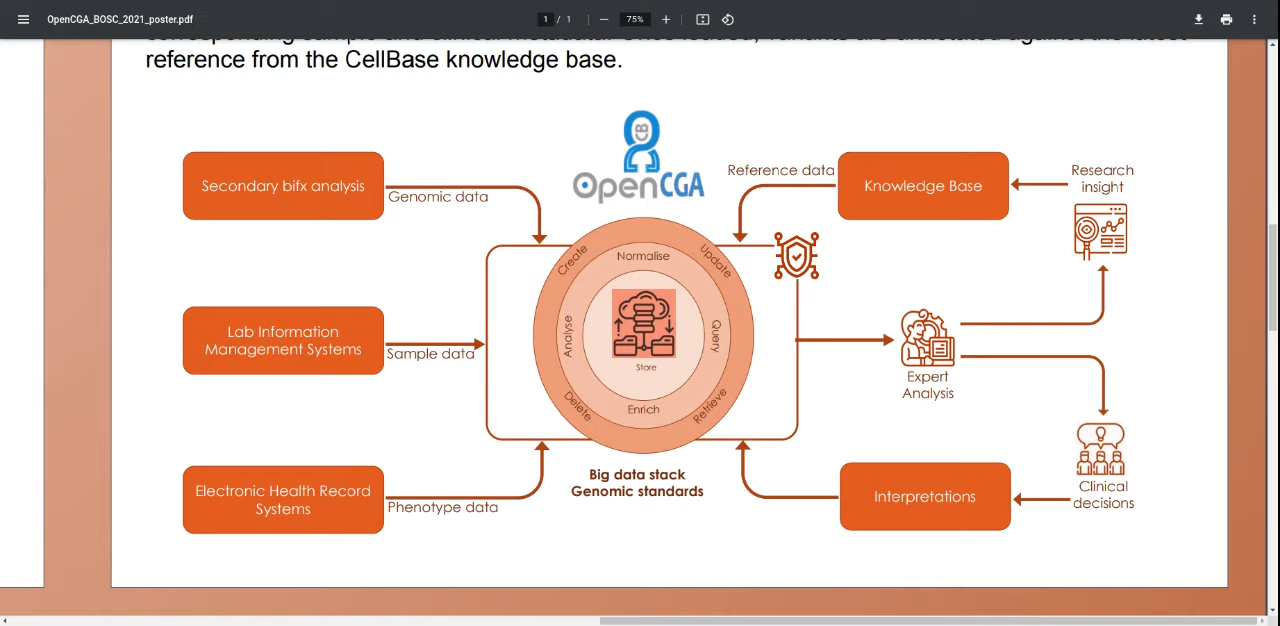 OpenCGA_BOSC_2021_poster.pdf
1 / 1
75%
reference from the CellBase knowledge base.
OpenCGA
Secondary bifx analysis
Genomic data
Reference data
Knowledge Base
Research
insight
Create
Normalise
Update
Lab Information
Management Systems
Sample data
Analyse
Query
Store
Expert
Analysis
Delete
Enrich
Retrieve
Big data stack
Genomic standards
Electronic Health Record
Systems
Phenotype data
Interpretations
Clinical
decisions